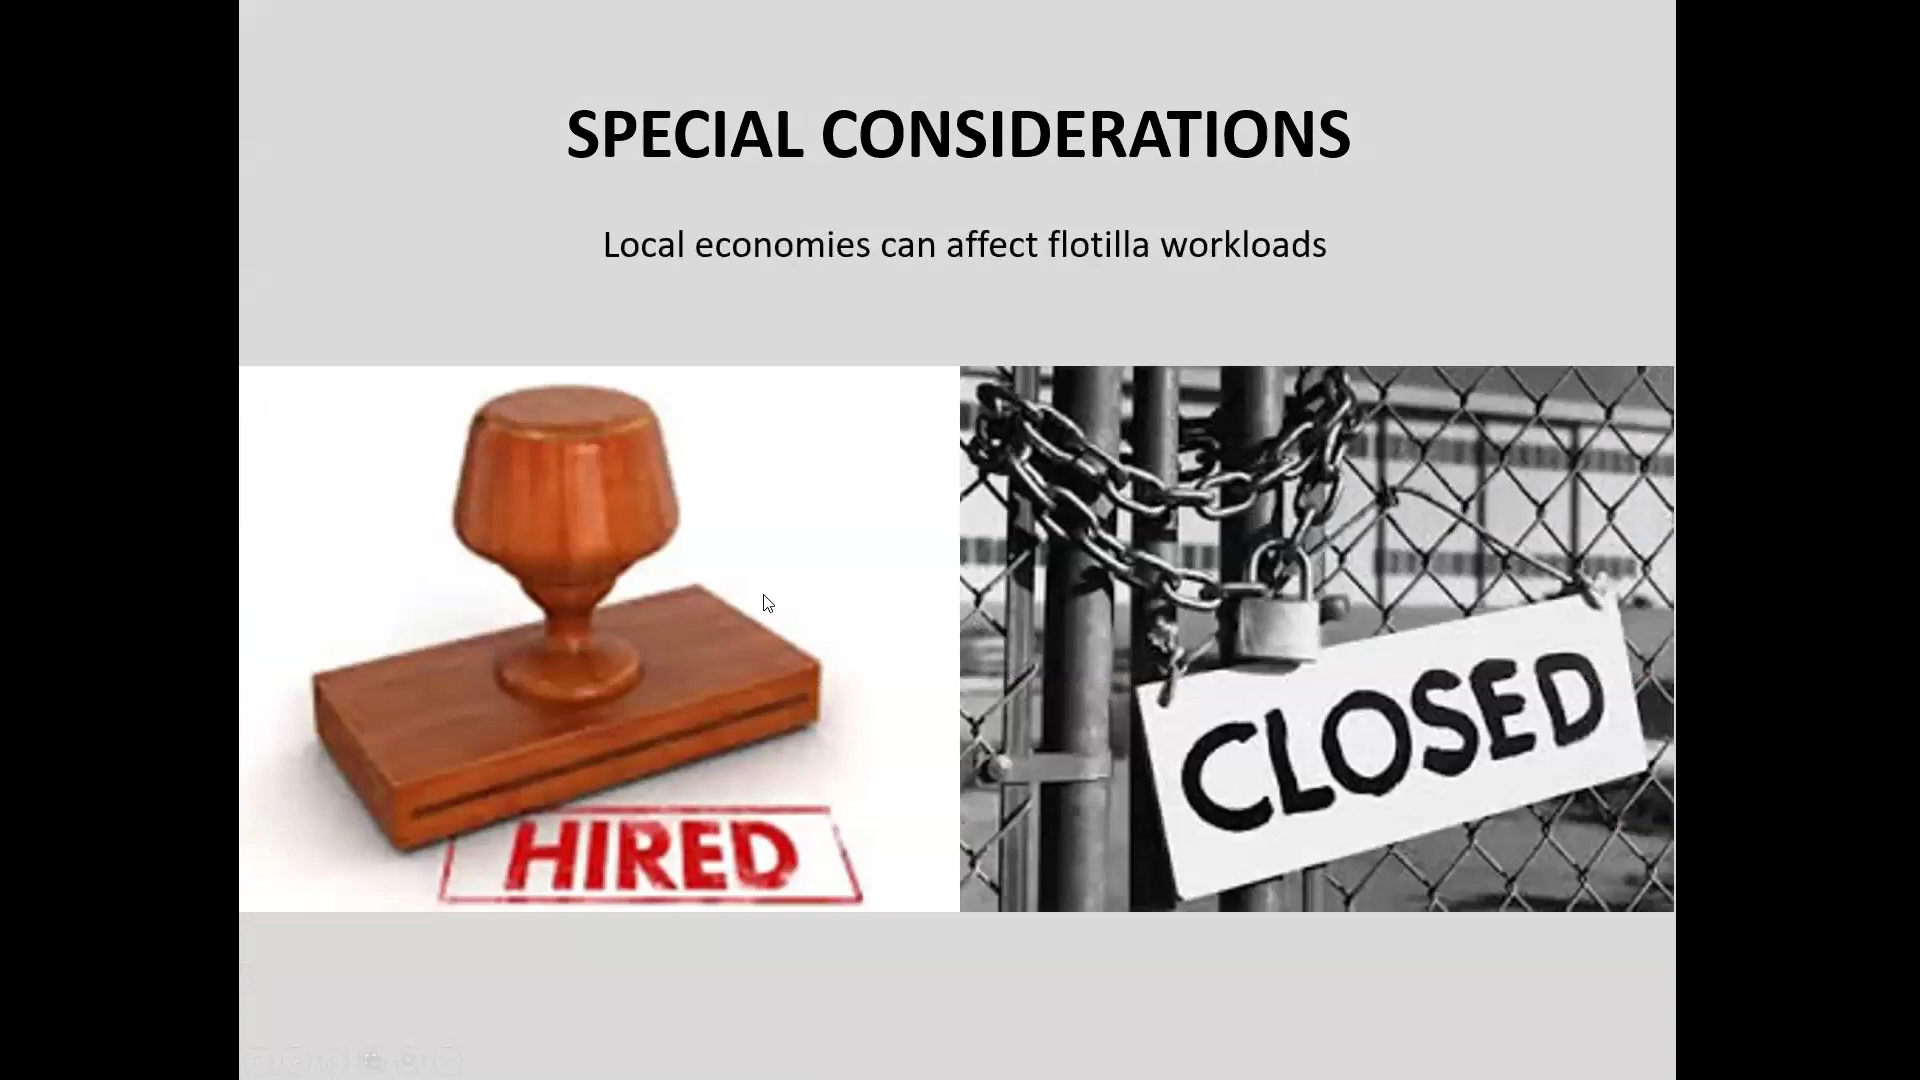 SPECIAL CONSIDERATIONS
Local economies can affect flotilla workloads
HIRED
CLOSED